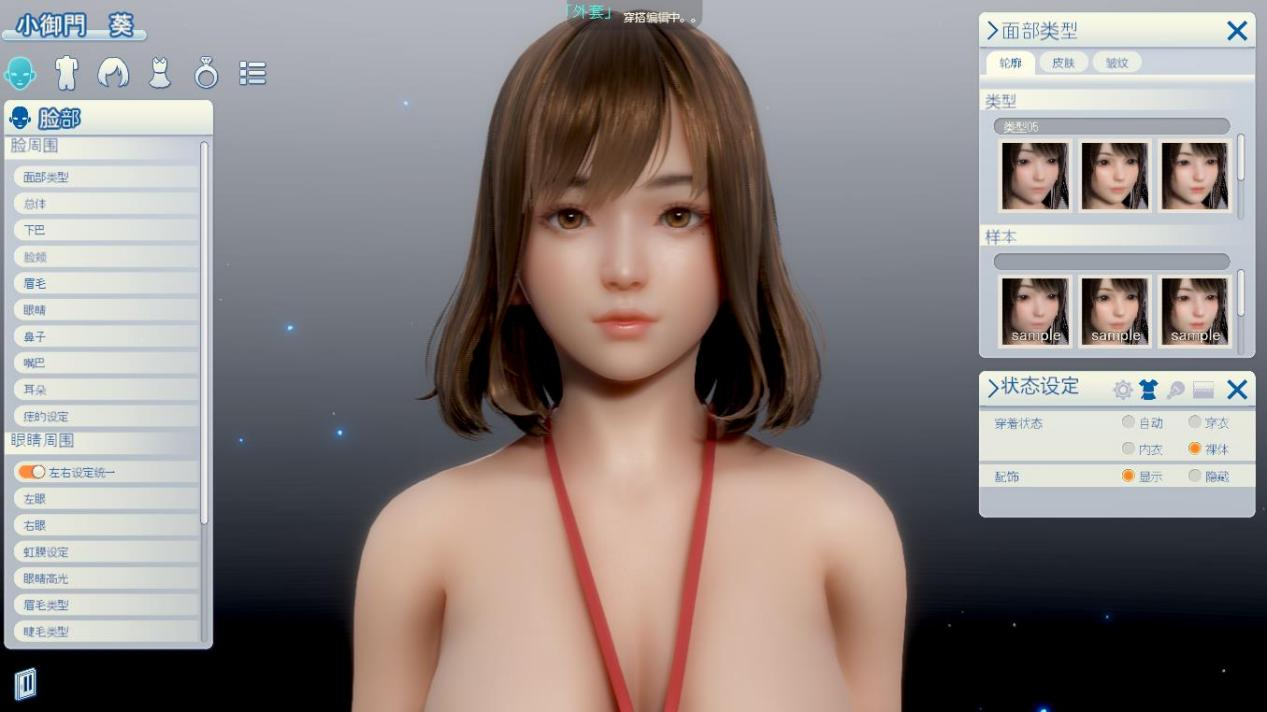 小御門 葵
「外套」 穿搭编辑中。。
脸部
脸周围
面部类型
总体
下巴
脸颊
眉毛
眼睛
鼻子
嘴巴
耳朵
痣的设定
眼睛周围
左右设定统一
左眼
右眼
虹膜设定
眼睛高光
眉毛类型
睫毛类型
面部类型
轮廓 皮肤 皱纹
类型
类型05
样本
sample sample sample
状态设定
穿着状态 自动 穿衣
内衣 裸体
配饰 显示 隐藏